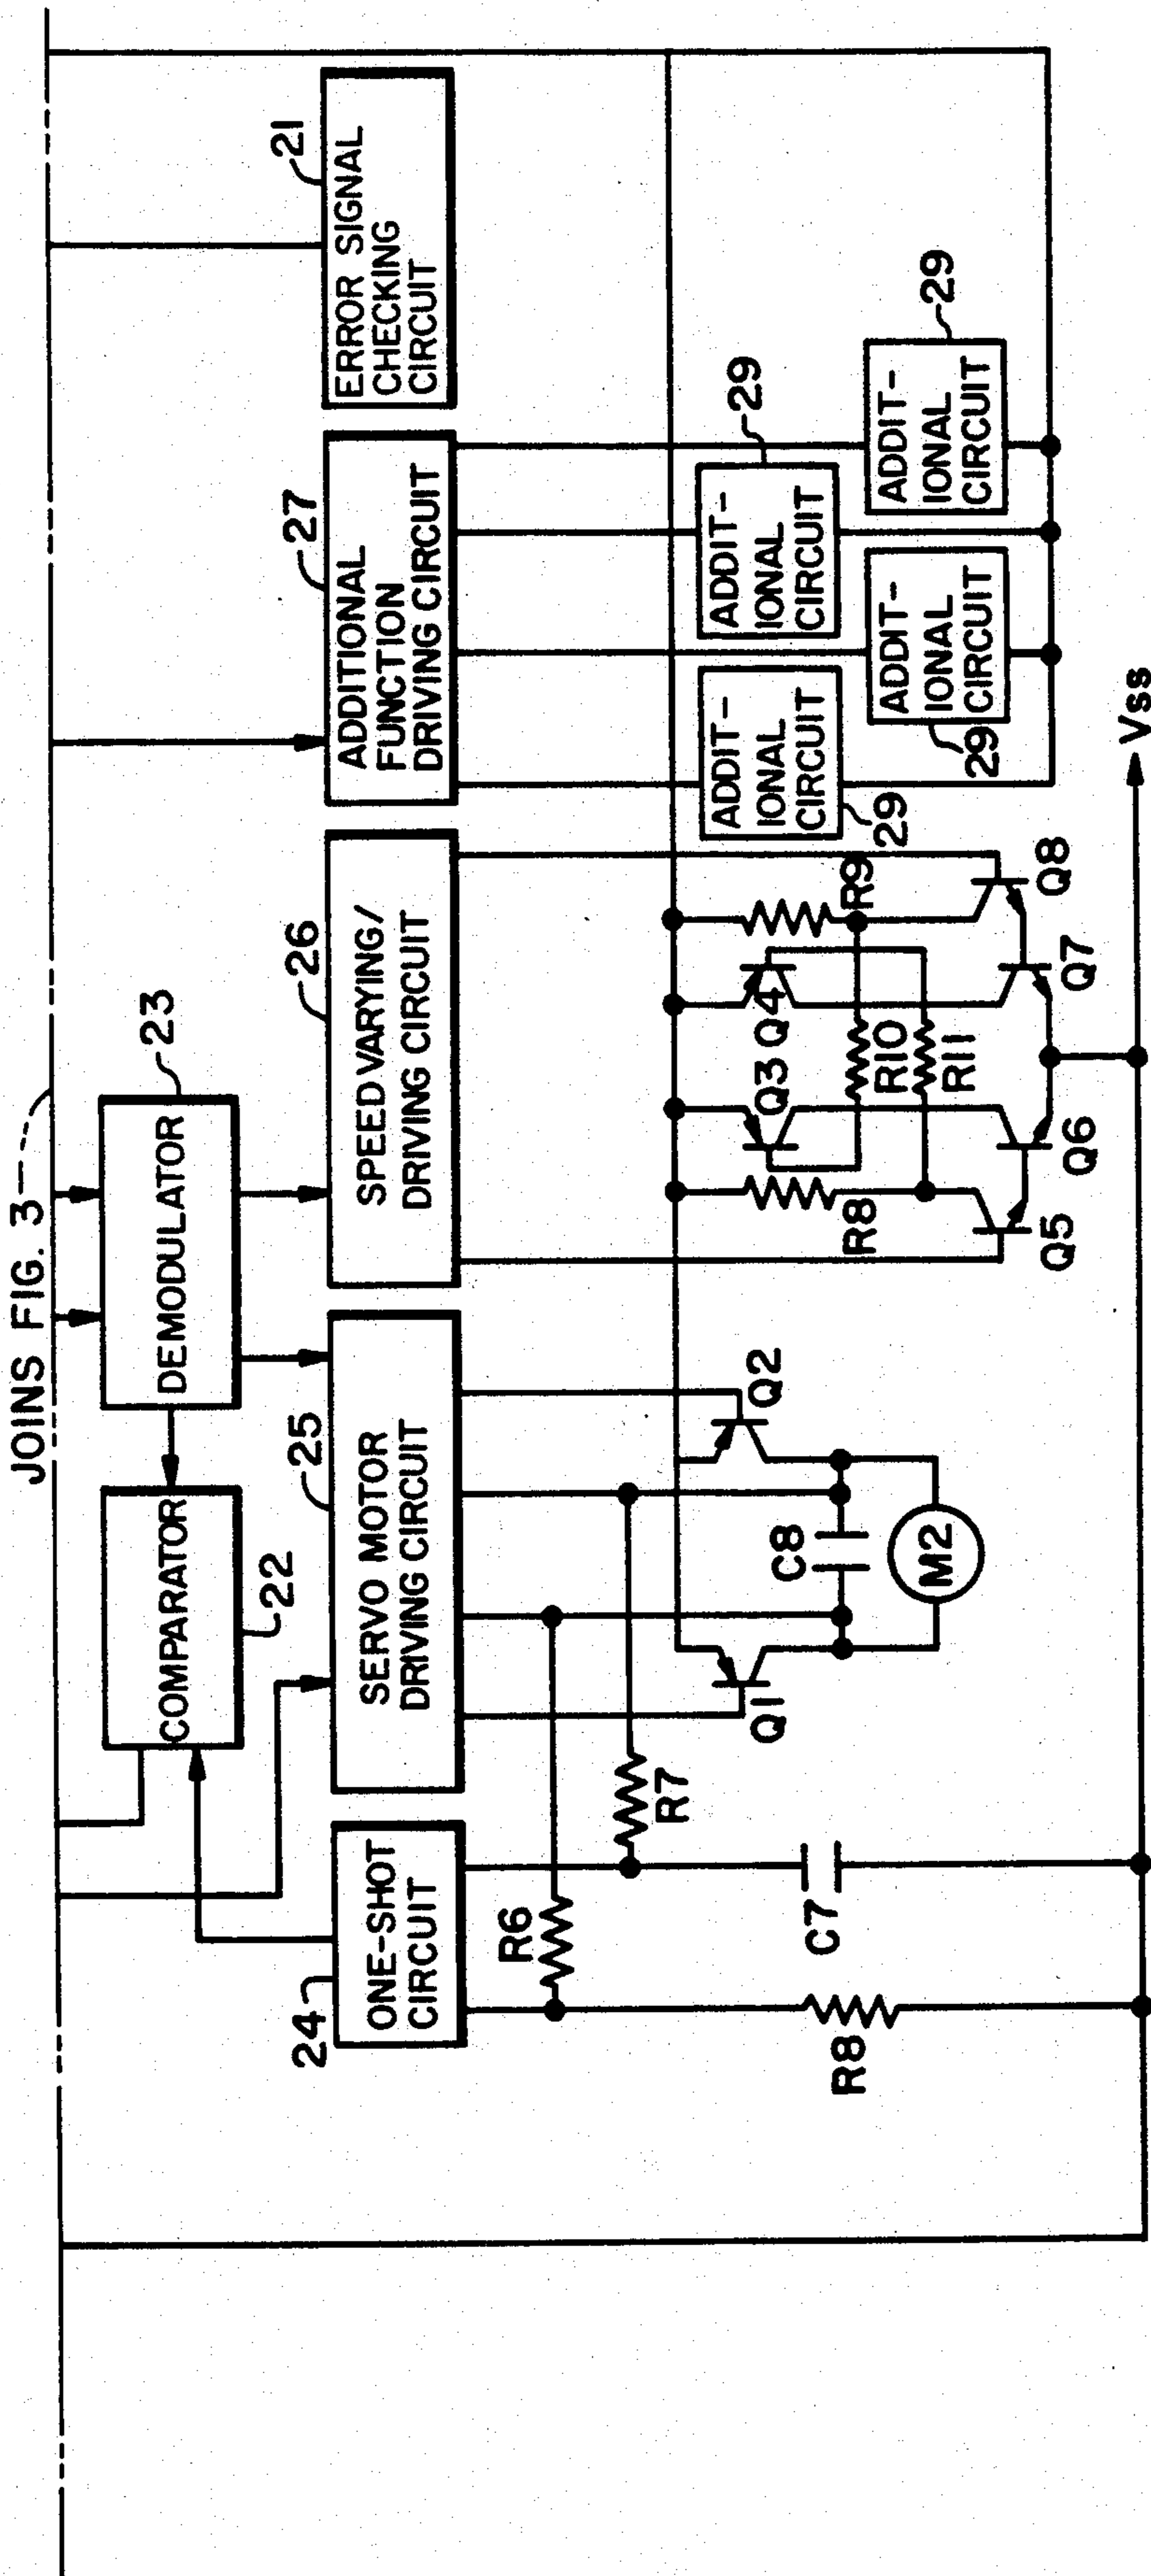 JOINS FIG. 3
COMPARATOR
22
DEMODULATOR
23
24
ONE-SHOT
CIRCUIT
25
SERVO MOTOR
DRIVING CIRCUIT
26
SPEED VARYING/
DRIVING CIRCUIT
27
ADDITIONAL
FUNCTION
DRIVING CIRCUIT
21
ERROR SIGNAL
CHECKING
CIRCUIT
R6
R7
R8
C7
Q1
Q2
C8
M2
R8
Q3
Q4
R9
R10
R11
Q5
Q6
Q7
Q8
ADDIT-
IONAL
CIRCUIT
29
ADDIT-
IONAL
CIRCUIT
29
ADDIT-
IONAL
CIRCUIT
29
ADDIT-
IONAL
CIRCUIT
29
Vss